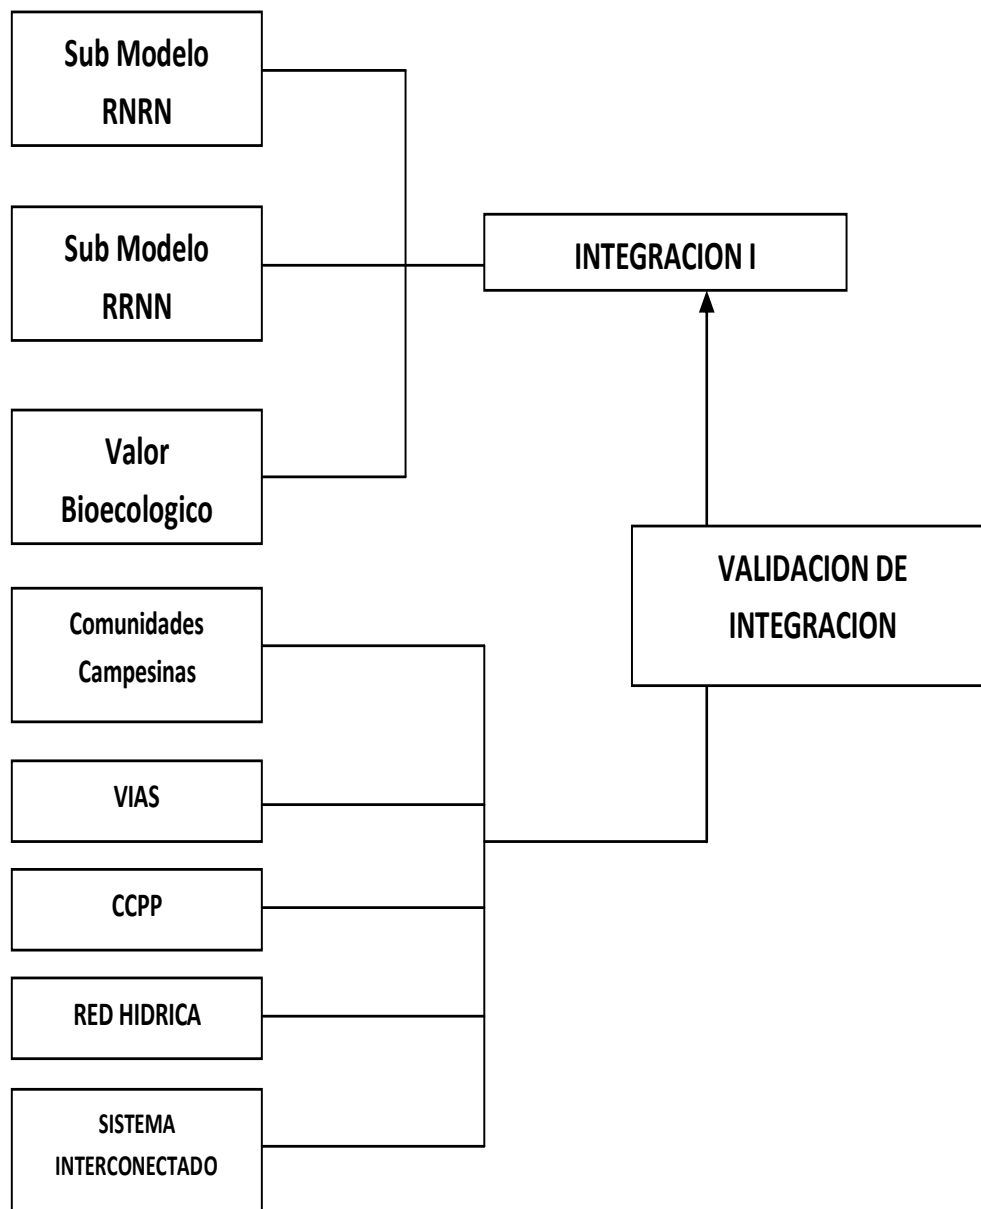 Sub Modelo
RNRN
Sub Modelo
RRNN
INTEGRACION I
Valor
Bioecologico
VALIDACION DE
INTEGRACION
Comunidades
Campesinas
VIAS
CCPP
RED HIDRICA
SISTEMA
INTERCONECTADO